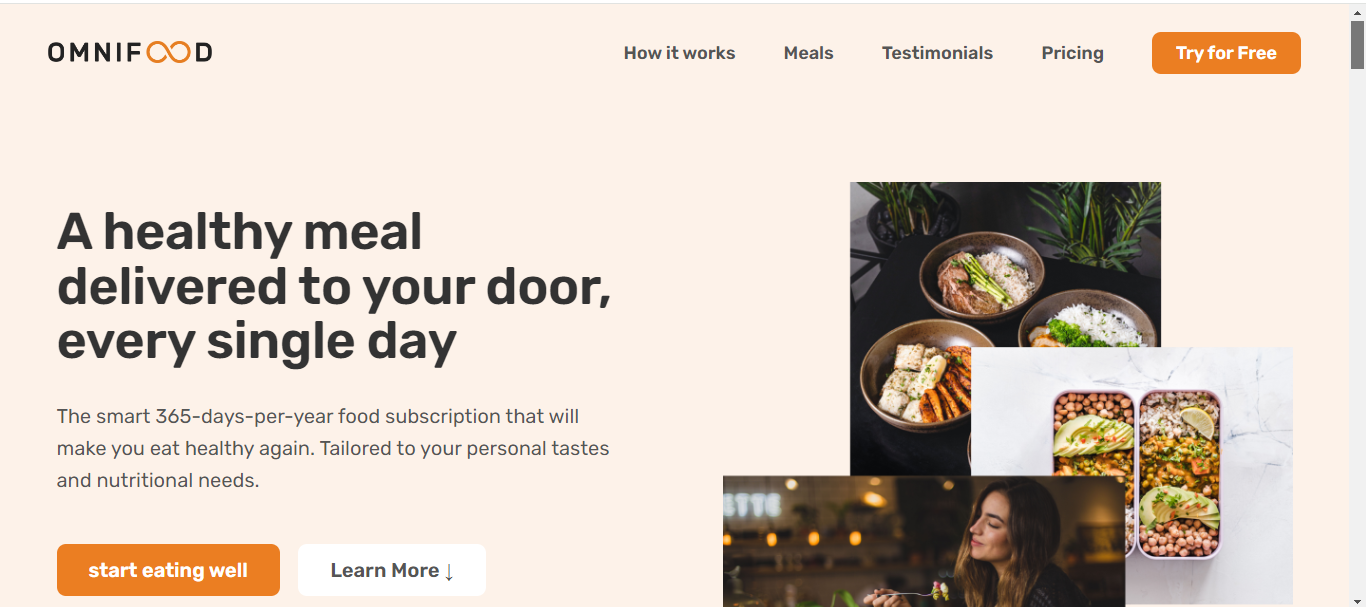 OMNIFOOD
How it works
Meals
Testimonials
Pricing
Try for Free
A healthy meal
delivered to your door,
every single day
The smart 365-days-per-year food subscription that will
make you eat healthy again. Tailored to your personal tastes
and nutritional needs.
start eating well
Learn More ↓